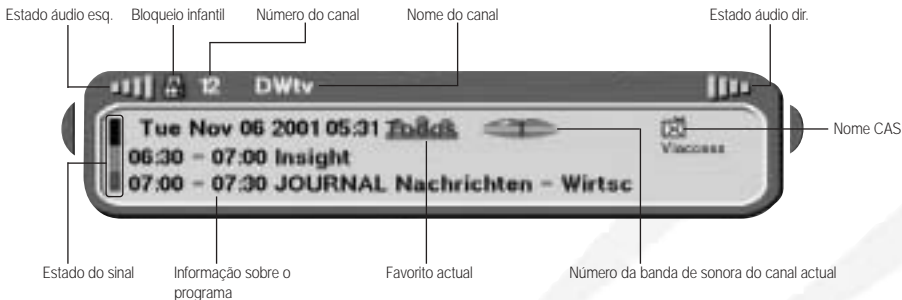 Estado áudio esq. Bloqueio infantil Número do canal Nome do canal Estado áudio dir.
12 DWtv
Tue Nov 06 2001 05:31 Todos 1
Nome CAS
Viaccess
06:30 - 07:00 Insight
07:00 - 07:30 JOURNAL Nachrichten - Wirtsc
Estado do sinal Informação sobre o programa Favorito actual Número da banda de sonora do canal actual